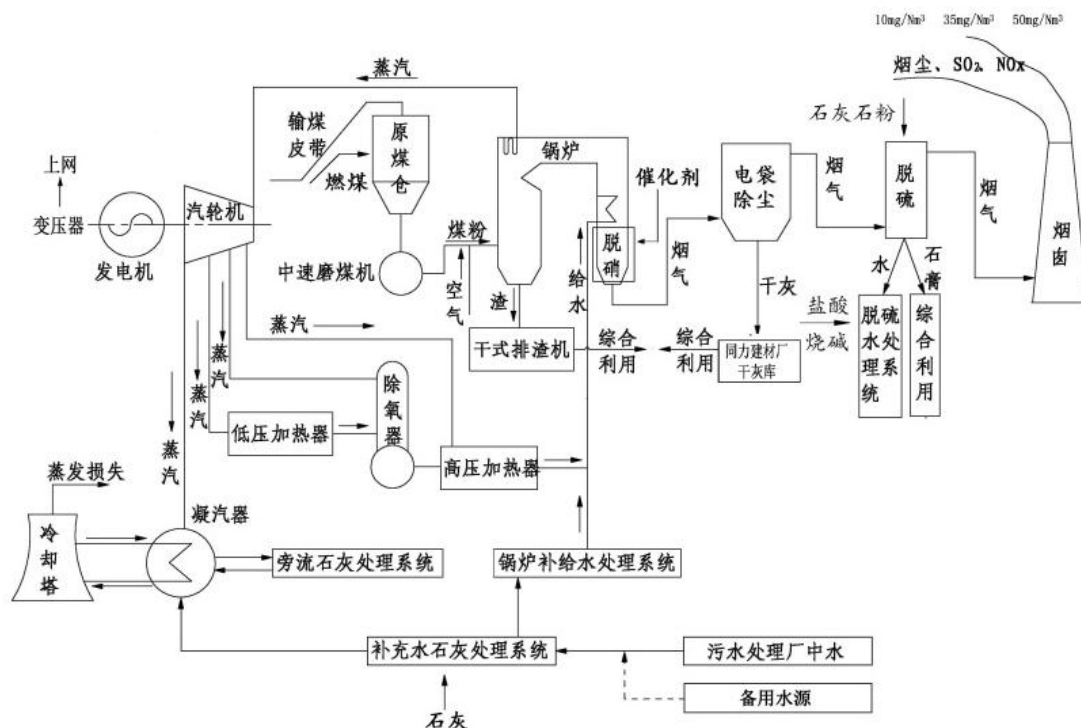 10mg/Nm³ 35mg/Nm³ 50mg/Nm³
烟尘、SO₂、NOx
蒸汽
石灰石粉
输煤
皮带
原煤仓
锅炉
催化剂
电袋
除尘
烟气
脱硫
烟气
上网
燃煤
变压器
汽轮机
煤粉
脱硝
烟气
烟囱
发电机
中速磨煤机
空气
渣
给水
水
石膏
干灰
盐酸
烧碱
脱硫
水处
理系
统
综合利用
蒸汽
干式排渣机
综合
利用
综合
利用
同力建材厂
干灰库
蒸汽
蒸汽
除氧器
低压加热器
高压加热器
蒸汽
蒸发损失
凝汽器
冷却塔
旁流石灰处理系统
锅炉补给水处理系统
补充水石灰处理系统
污水处理厂中水
备用水源
石灰